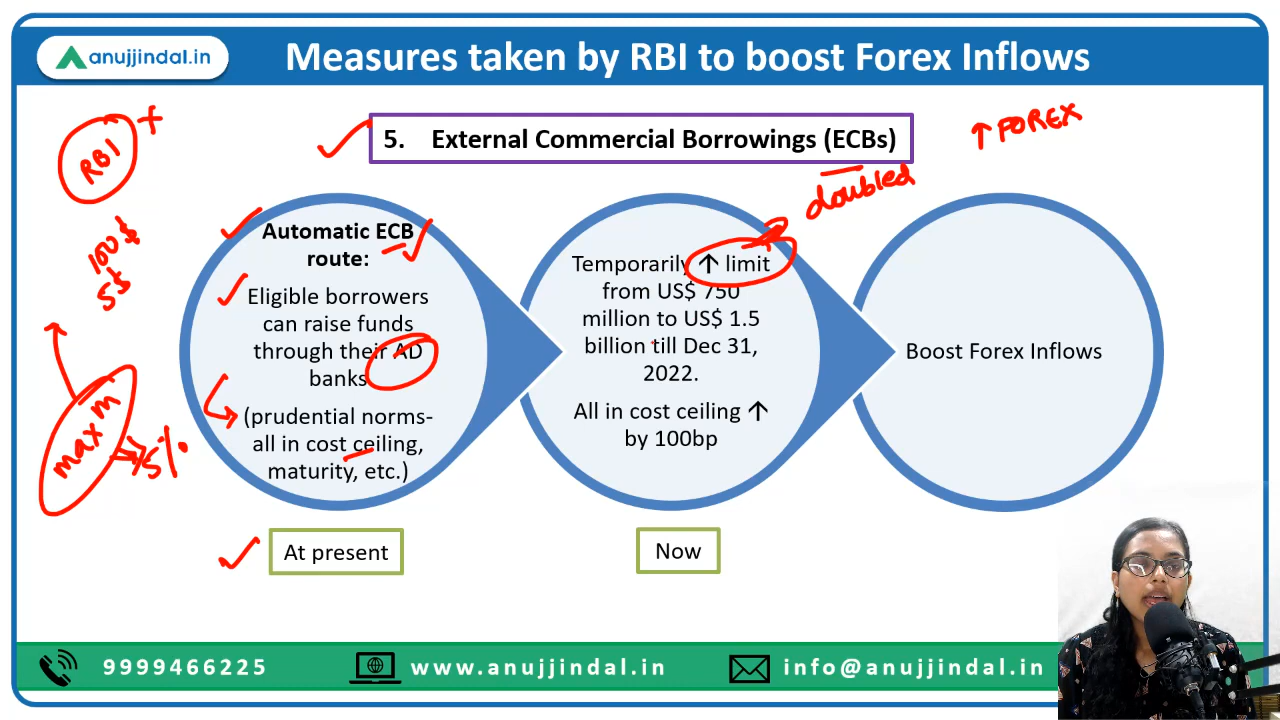 anujjindal.in
Measures taken by RBI to boost Forex Inflows
5. External Commercial Borrowings (ECBs)
↑ FOREX
doubled
RBI +
100$
5$
max m
5%
Automatic ECB
route:
Eligible borrowers
can raise funds
through their AD
banks
(prudential norms-
all in cost ceiling,
maturity, etc.)
At present
Temporarily ↑ limit
from US$ 750
million to US$ 1.5
billion till Dec 31,
2022.
All in cost ceiling ↑
by 100bp
Now
Boost Forex Inflows
9999466225
www.anujjindal.in
info@anujjindal.in